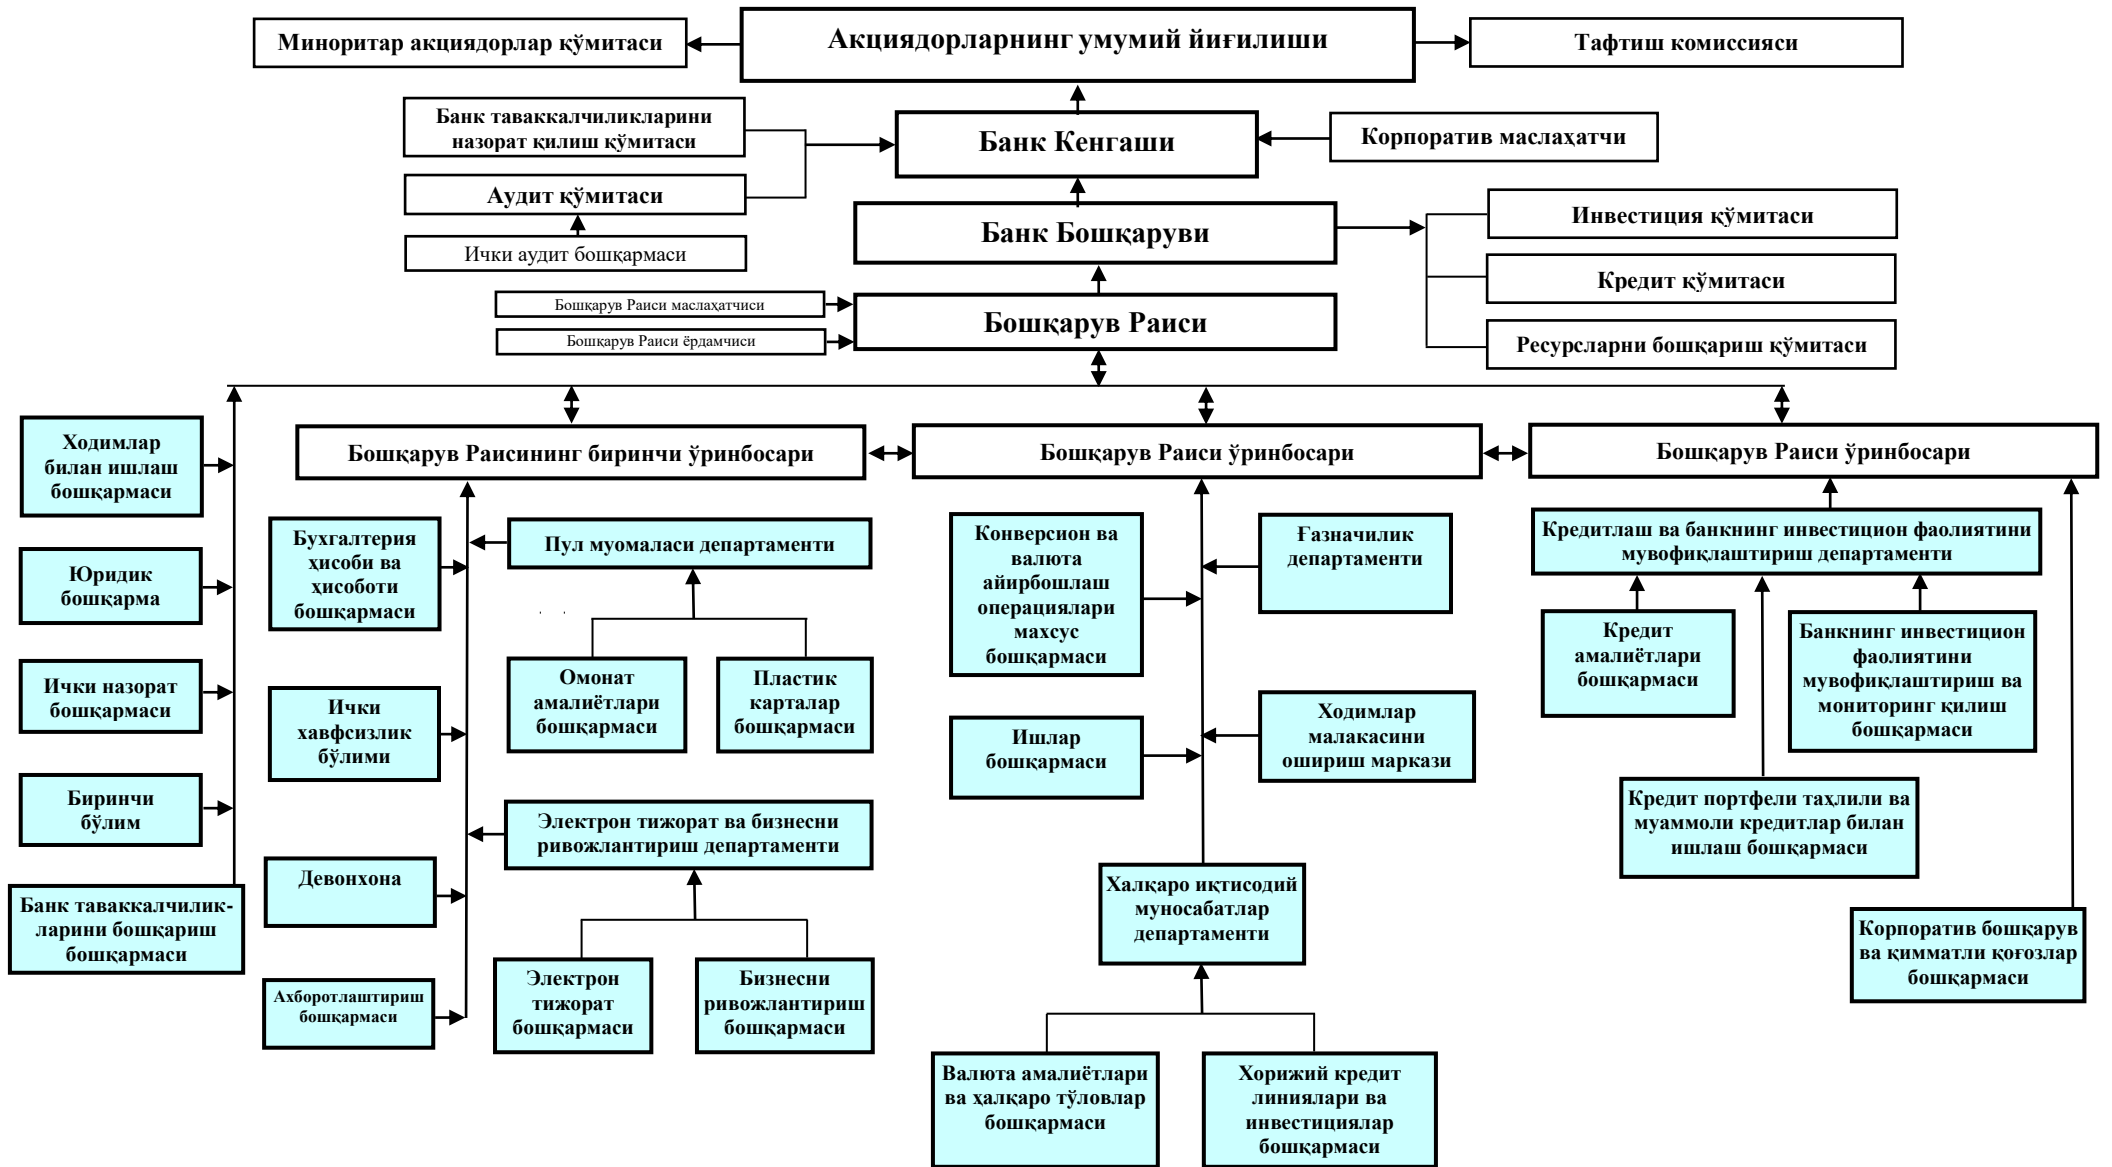 Миноритар акциядорлар қўмитаси
Акциядорларнинг умумий йиғилиши
Тафтиш комиссияси
Банк таваккалчиликларини
назорат қилиш қўмитаси
Банк Кенгаши
Корпоратив маслаҳатчи
Аудит қўмитаси
Ички аудит бошқармаси
Банк Бошқаруви
Инвестиция қўмитаси
Кредит қўмитаси
Ресурсларни бошқариш қўмитаси
Бошқарув Раиси маслаҳатчиси
Бошқарув Раиси ёрдамчиси
Бошқарув Раиси
Ходимлар
билан ишлаш
бошқармаси
Юридик
бошқарма
Ички назорат
бошқармаси
Биринчи
бўлим
Банк таваккалчилик-
ларини бошқариш
бошқармаси
Бошқарув Раисининг биринчи ўринбосари
Бухгалтерия
ҳисоби ва
ҳисоботи
бошқармаси
Пул муомаласи департаменти
Омонат
амалиётлари
бошқармаси
Пластик
карталар
бошқармаси
Ички
хавфсизлик
бўлими
Электрон тижорат ва бизнесни
ривожлантириш департаменти
Девонхона
Электрон
тижорат
бошқармаси
Бизнесни
ривожлантириш
бошқармаси
Ахборотлаштириш
бошқармаси
Бошқарув Раиси ўринбосари
Конверсион ва
валюта
айирбошлаш
операциялари
махсус
бошқармаси
Ғазначилик
департаменти
Ишлар
бошқармаси
Ходимлар
малакасини
ошириш маркази
Халқаро иқтисодий
муносабатлар
департаменти
Валюта амалиётлари
ва ҳалқаро тўловлар
бошқармаси
Хорижий кредит
линиялари ва
инвестициялар
бошқармаси
Бошқарув Раиси ўринбосари
Кредитлаш ва банкнинг инвестицион фаолиятини
мувофиқлаштириш департаменти
Кредит
амалиётлари
бошқармаси
Банкнинг инвестицион
фаолиятини
мувофиқлаштириш ва
мониторинг қилиш
бошқармаси
Кредит портфели таҳлили ва
муаммоли кредитлар билан
ишлаш бошқармаси
Корпоратив бошқарув
ва қимматли қоғозлар
бошқармаси